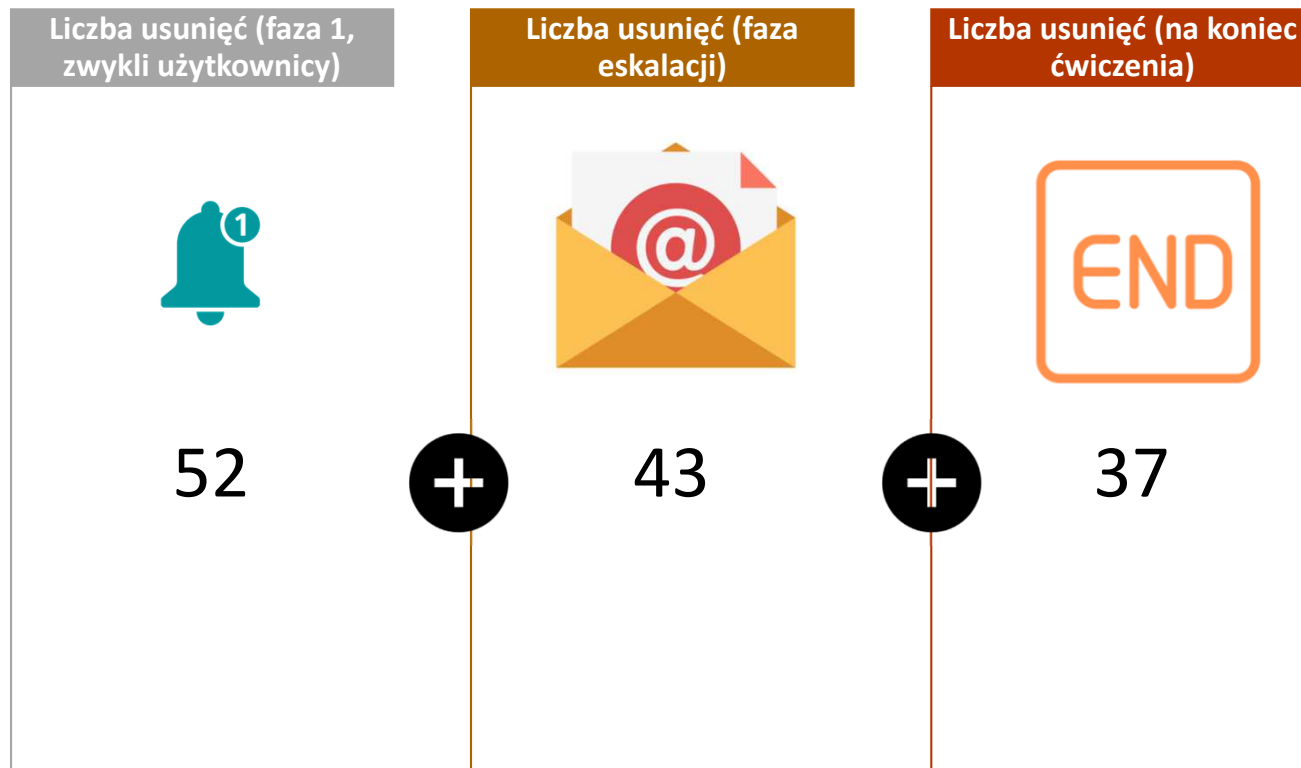 Liczba usunięć (faza 1,
zwykli użytkownicy)
Liczba usunięć (faza
eskalacji)
Liczba usunięć (na koniec
ćwiczenia)
1
@
END
52
+
43
+
37